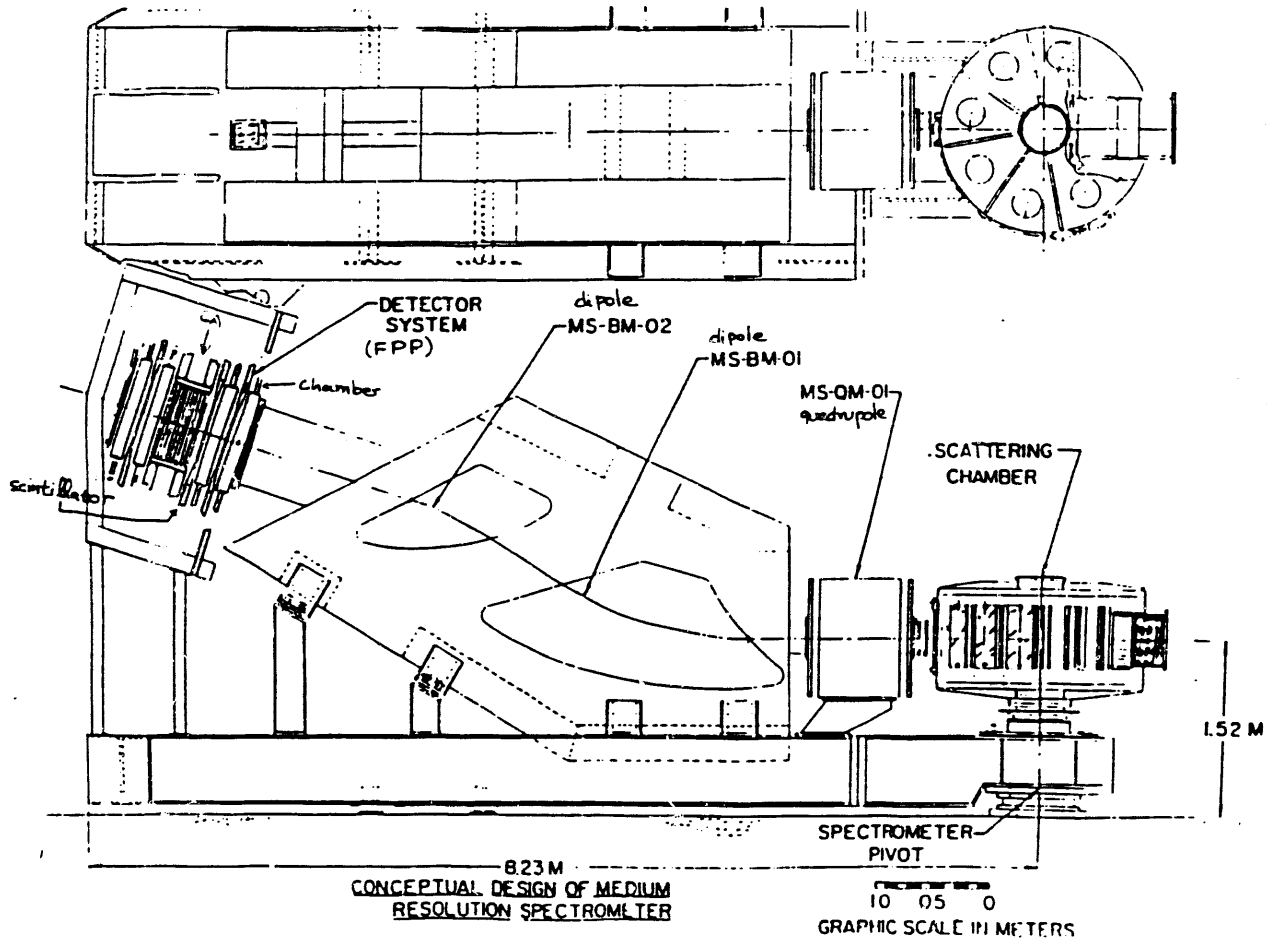 DETECTOR
SYSTEM
(FPP)
chamber
dipole
MS-BM-02
dipole
MS-BM-01
MS-QM-01
quadrupole
SCATTERING
CHAMBER
scintillator
1.52 M
SPECTROMETER
PIVOT
8.23 M
CONCEPTUAL DESIGN OF MEDIUM
RESOLUTION SPECTROMETER
1.0 0.5 0
GRAPHIC SCALE IN METERS